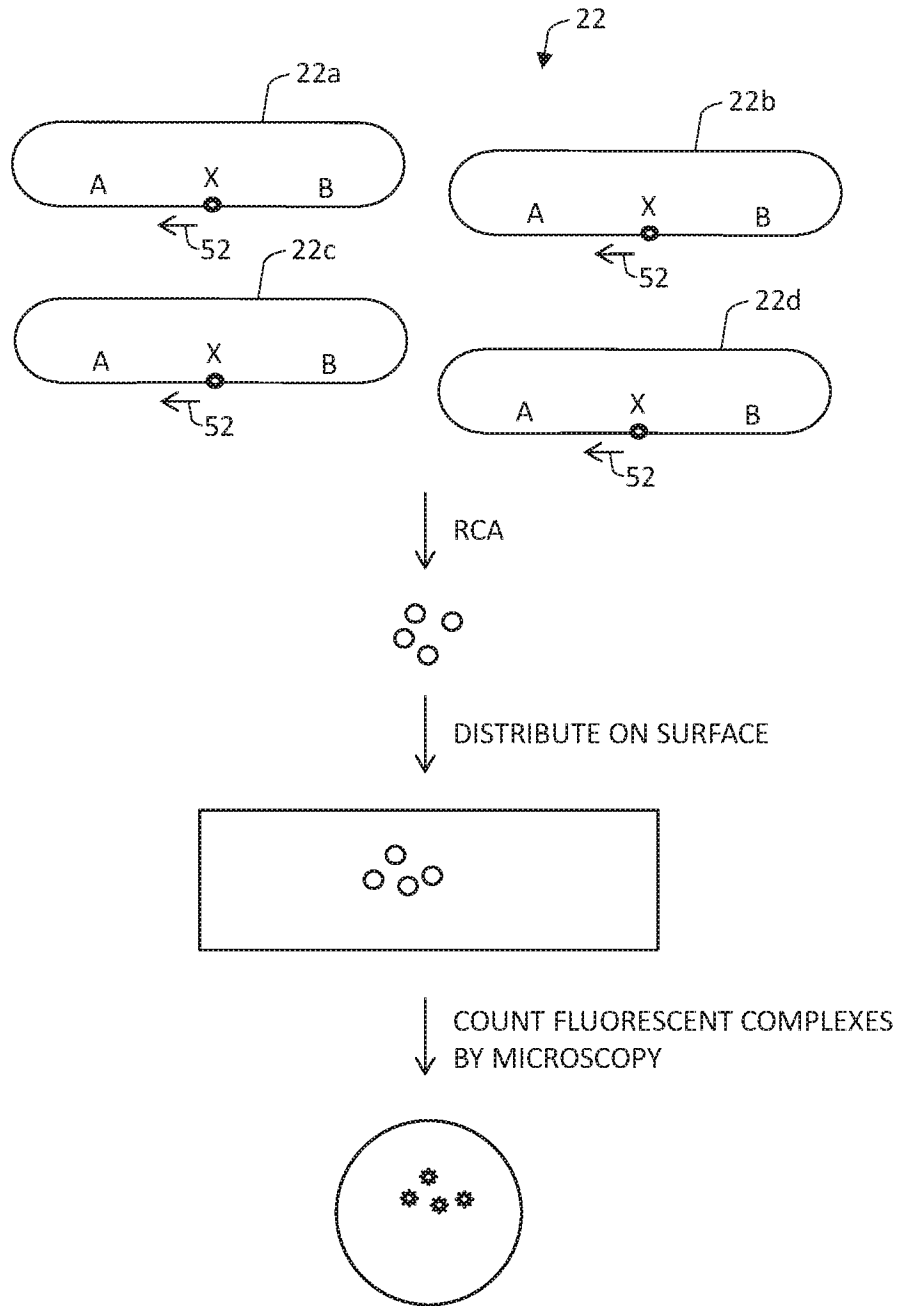 22
22a
22b
A X B
A X B
52
52
22c
22d
A X B
A X B
52
52
RCA
DISTRIBUTE ON SURFACE
COUNT FLUORESCENT COMPLEXES
BY MICROSCOPY